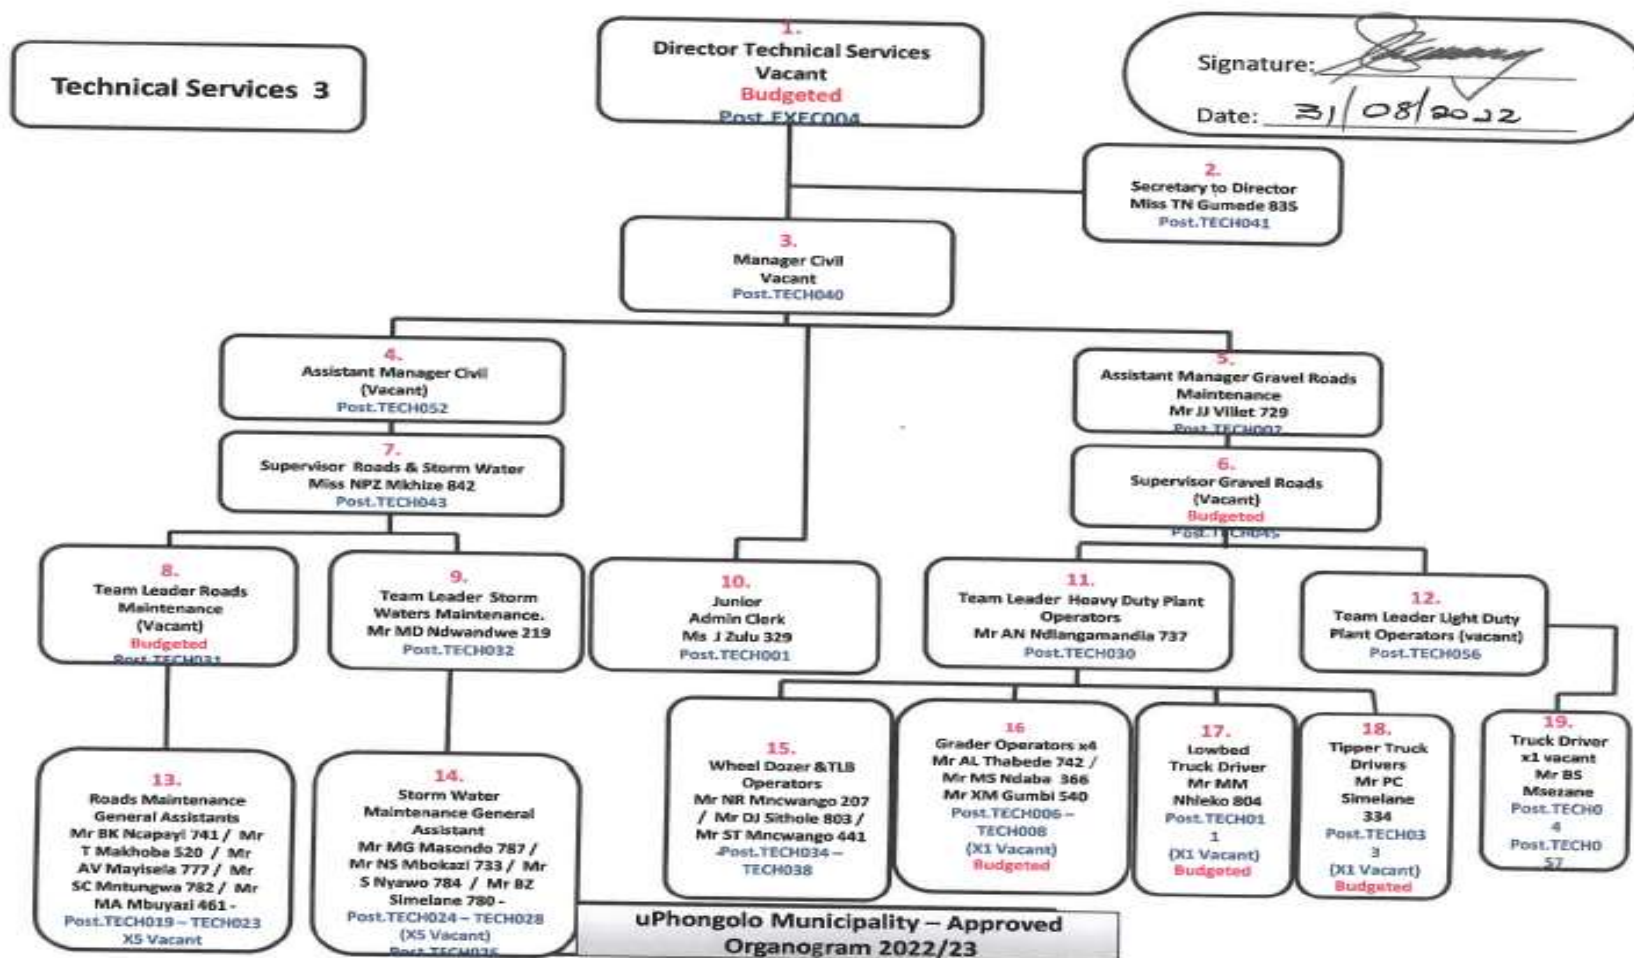 Technical Services 3
1.
Director Technical Services
Vacant
Budgeted
Post.EXEC004
Signature:
Date: 31/08/2022
2.
Secretary to Director
Miss TN Gumede 835
Post.TECH041
3.
Manager Civil
Vacant
Post.TECH040
4.
Assistant Manager Civil
(Vacant)
Post.TECH052
5.
Assistant Manager Gravel Roads
Maintenance
Mr JJ Villet 729
Post.TECH002
7.
Supervisor Roads & Storm Water
Miss NPZ Mkhize 842
Post.TECH043
6.
Supervisor Gravel Roads
(Vacant)
Budgeted
Post.TECH045
8.
Team Leader Roads
Maintenance
(Vacant)
Budgeted
Post.TECH031
9.
Team Leader Storm
Waters Maintenance.
Mr MD Ndwandwe 219
Post.TECH032
10.
Junior
Admin Clerk
Ms J Zulu 329
Post.TECH001
11.
Team Leader Heavy Duty Plant
Operators
Mr AN Ndlangamandla 737
Post.TECH030
12.
Team Leader Light Duty
Plant Operators (vacant)
Post.TECH056
13.
Roads Maintenance
General Assistants
Mr BK Ncapayi 741 / Mr
T Makhoba 520 / Mr
AV Mayisela 777 / Mr
SC Mntungwa 782 / Mr
MA Mbuyazi 461 -
Post.TECH019 – TECH023
X5 Vacant
14.
Storm Water
Maintenance General
Assistant
Mr MG Masondo 787 /
Mr NS Mbokazi 733 / Mr
S Nyawo 784 / Mr BZ
Simelane 780 -
Post.TECH024 – TECH028
(X5 Vacant)
15.
Wheel Dozer &TLB
Operators
Mr NR Mncwango 207
/ Mr DJ Sithole 803 /
Mr ST Mncwango 441
-Post.TECH034 –
TECH038
16
Grader Operators x4
Mr AL Thabede 742 /
Mr MS Ndaba 366
Mr XM Gumbi 540
Post.TECH006 –
TECH008
(X1 Vacant)
Budgeted
17.
Lowbed
Truck Driver
Mr MM
Nhleko 804
Post.TECH01
1
(X1 Vacant)
Budgeted
18.
Tipper Truck
Drivers
Mr PC
Simelane
334
Post.TECH03
3
(X1 Vacant)
Budgeted
19.
Truck Driver
x1 vacant
Mr BS
Msezane
Post.TECH0
4
Post.TECH0
57
uPhongolo Municipality – Approved
Organogram 2022/23